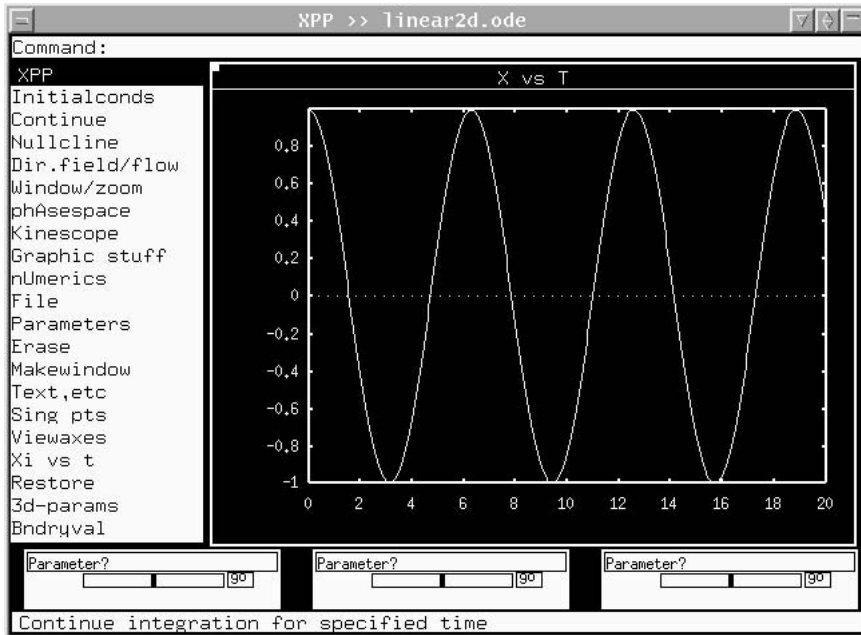 XPP >> linear2d.ode
Command:
XPP
Initialconds
Continue
Nullcline
Dir.field/flow
Window/zoom
phAsespace
Kinescope
Graphic stuff
nUmerics
File
Parameters
Erase
Makewindow
Text,etc
Sing pts
Viewaxes
Xi vs t
Restore
3d-params
Bndryval
X vs T
0.8
0.6
0.4
0.2
0
-0.2
-0.4
-0.6
-0.8
-1
0 2 4 6 8 10 12 14 16 18 20
Parameter? Parameter? Parameter?
Continue integration for specified time